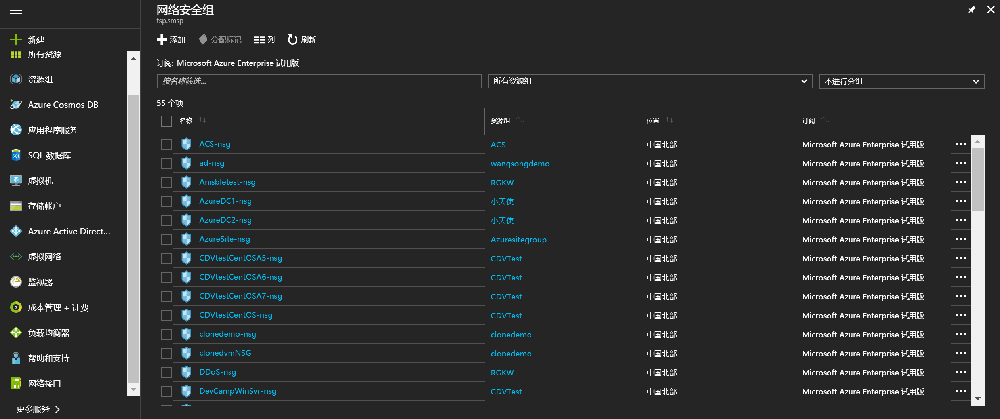 新建
所有资源
资源组
Azure Cosmos DB
应用程序服务
SQL 数据库
虚拟机
存储帐户
Azure Active Direct...
虚拟网络
监视器
成本管理 + 计费
负载均衡器
帮助和支持
网络接口
更多服务
网络安全组
tsp.smsp
添加 分配标记 列 刷新
订阅: Microsoft Azure Enterprise 试用版
按名称筛选... 所有资源组 不进行分组
55 个项
名称 资源组 位置 订阅
ACS-nsg ACS 中国北部 Microsoft Azure Enterprise 试用版
ad-nsg wangsongdemo 中国北部 Microsoft Azure Enterprise 试用版
Anisbletest-nsg RGKW 中国北部 Microsoft Azure Enterprise 试用版
AzureDC1-nsg 小天使 中国北部 Microsoft Azure Enterprise 试用版
AzureDC2-nsg 小天使 中国北部 Microsoft Azure Enterprise 试用版
AzureSite-nsg Azuresitegroup 中国北部 Microsoft Azure Enterprise 试用版
CDVtestCentOSA5-nsg CDVTest 中国北部 Microsoft Azure Enterprise 试用版
CDVtestCentOSA6-nsg CDVTest 中国北部 Microsoft Azure Enterprise 试用版
CDVtestCentOSA7-nsg CDVTest 中国北部 Microsoft Azure Enterprise 试用版
CDVtestCentOS-nsg CDVTest 中国北部 Microsoft Azure Enterprise 试用版
clonedemo-nsg clonedemo 中国北部 Microsoft Azure Enterprise 试用版
clonedvmNSG clonedemo 中国北部 Microsoft Azure Enterprise 试用版
DDoS-nsg RGKW 中国北部 Microsoft Azure Enterprise 试用版
DevCampWinSvr-nsg CDVTest 中国北部 Microsoft Azure Enterprise 试用版